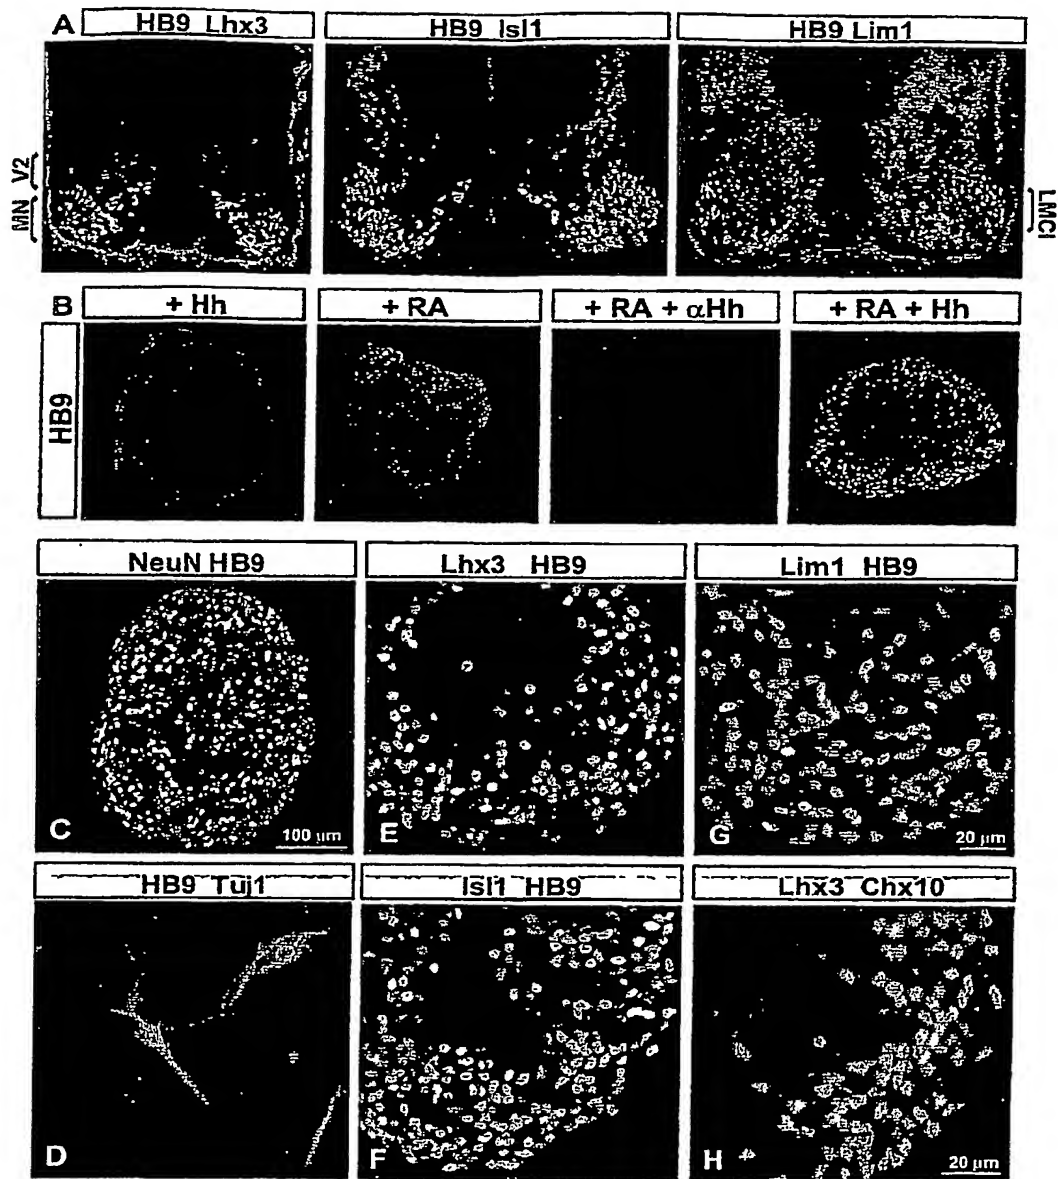 A HB9 Lhx3 HB9 Isl1 HB9 Lim1
V2
MN
LMCl
B + Hh + RA + RA + αHh + RA + Hh
HB9
NeuN HB9 Lhx3 HB9 Lim1 HB9
C 100 µm E G 20 µm
HB9 Tuj1 Isl1 HB9 Lhx3 Chx10
D F H 20 µm